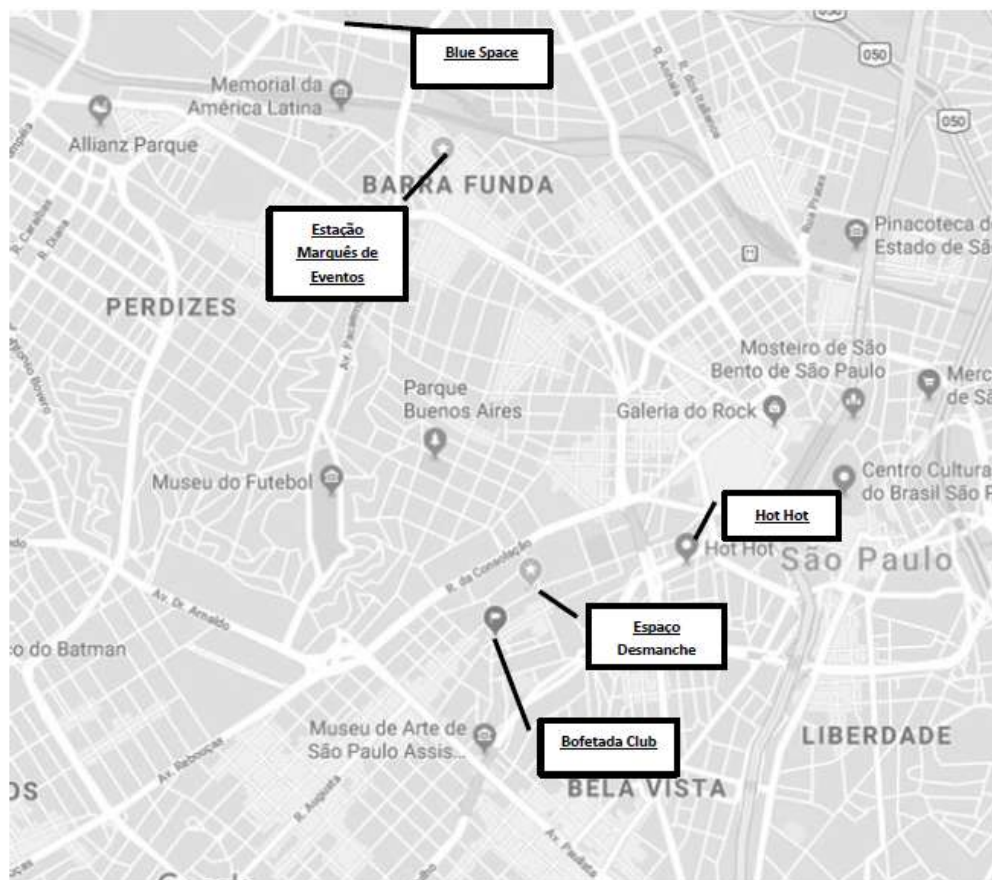 Blue Space
050
Memorial da
América Latina
R. Anhaia
R. dos Italianos
Allianz Parque
050
BARRA FUNDA
R. Caraíbas
R. Diana
Rua Prates
Estação
Marquês de
Eventos
Pinacoteca do
Estado de Sã
PERDIZES
Av. Pacaem
Mosteiro de São
Bento de São Paulo
Merc
de Sã
Parque
Buenos Aires
Galeria do Rock
Museu do Futebol
Centro Cultura
do Brasil São P
Hot Hot
Hot Hot
São Paulo
R. da Consolação
Av. Dr. Arnaldo
Espaço
Desmanche
co do Batman
Museu de Arte de
São Paulo Assis...
Bofetada Club
LIBERDADE
Av. Rebouças
OS
BELA VISTA
R. Augusta
Av. Paulista